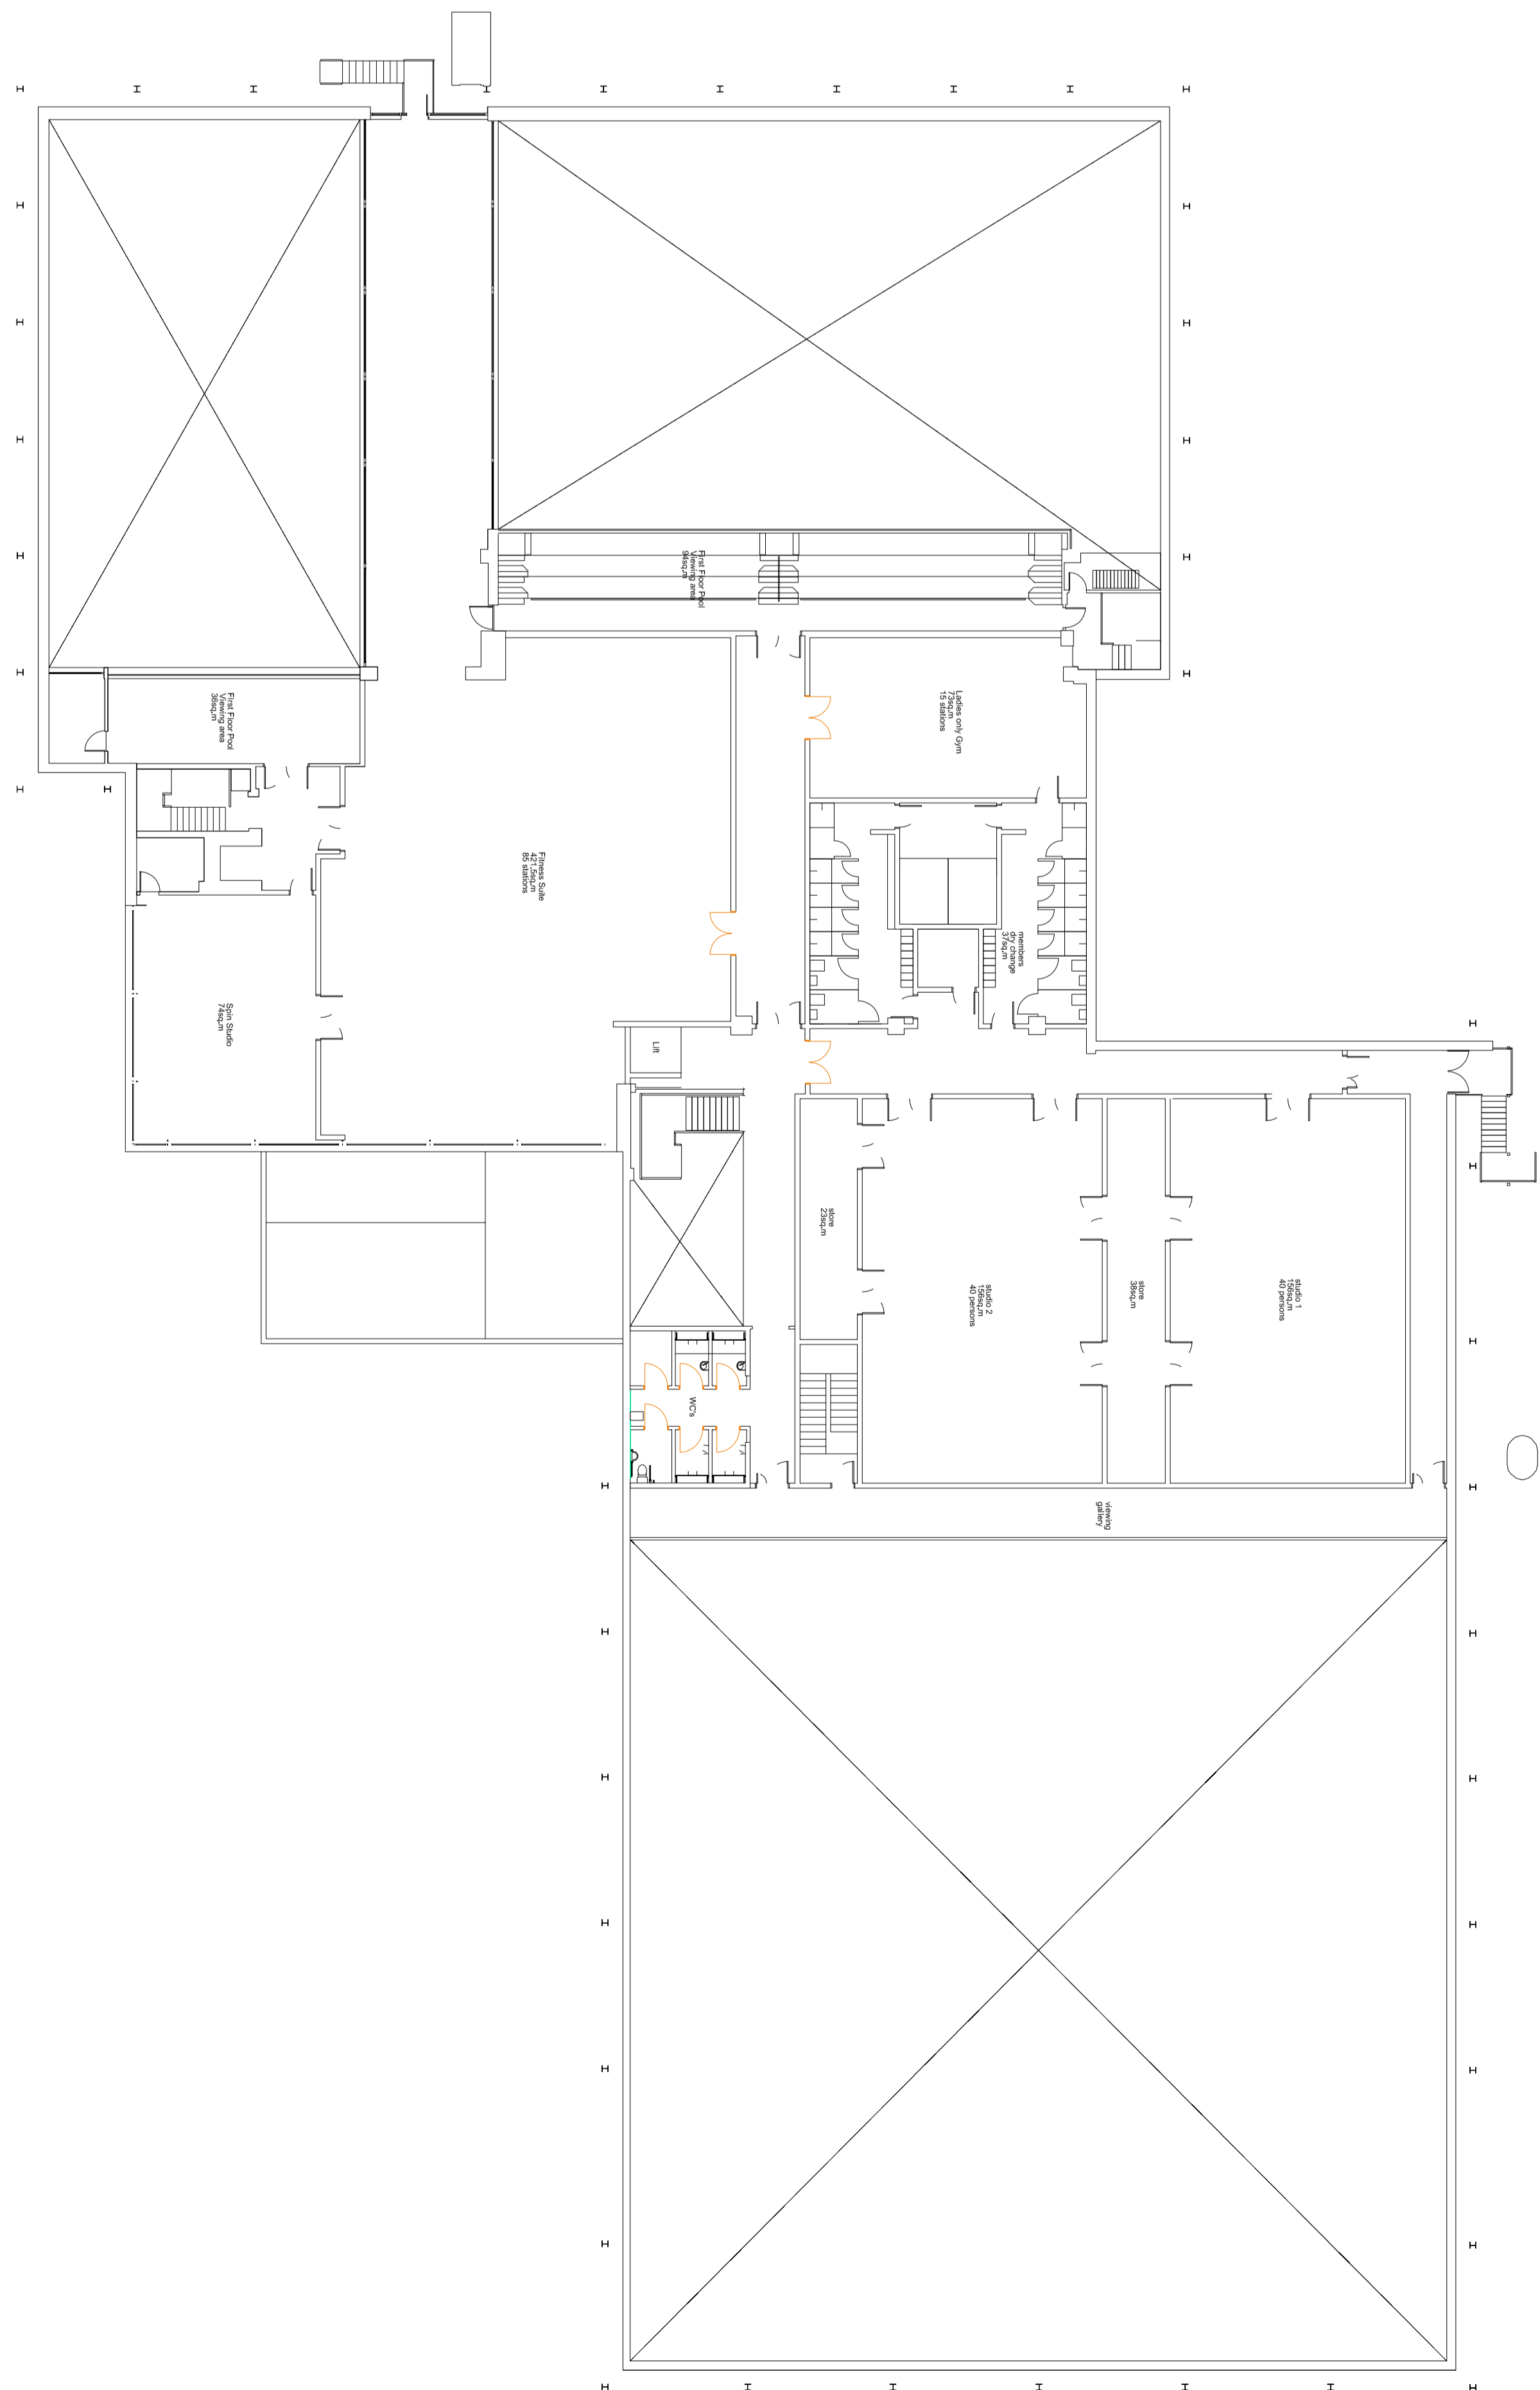 First Floor Pool
Viewing area
94sq,m
Ladies only Gym
73sq,m
15 stations
First Floor Pool
Viewing area
36sq,m
Fitness Suite
421,5sq,m
85 stations
members
dry change
37sq,m
Spin Studio
74sq,m
Lift
store
23sq,m
studio 2
156sq,m
40 persons
store
38sq,m
studio 1
156sq,m
40 persons
WC's
viewing
gallery